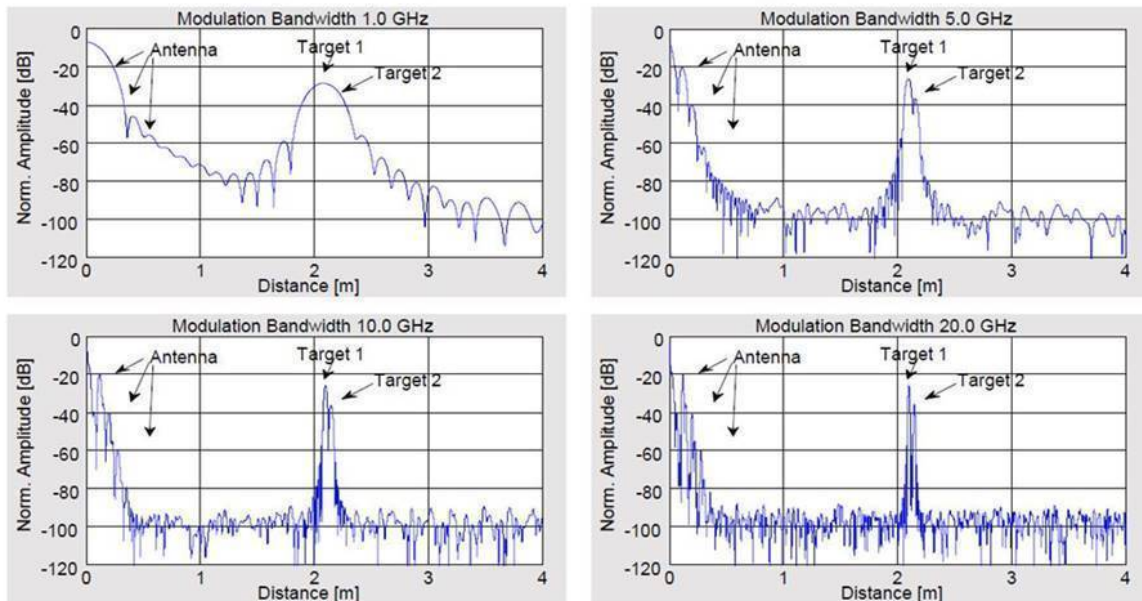 Modulation Bandwidth 1.0 GHz
Norm. Amplitude [dB]
0
-20
-40
-60
-80
-100
-120
Antenna
Target 1
Target 2
0 1 2 3 4
Distance [m]
Modulation Bandwidth 5.0 GHz
Norm. Amplitude [dB]
0
-20
-40
-60
-80
-100
-120
Antenna
Target 1
Target 2
0 1 2 3 4
Distance [m]
Modulation Bandwidth 10.0 GHz
Norm. Amplitude [dB]
0
-20
-40
-60
-80
-100
-120
Antenna
Target 1
Target 2
0 1 2 3 4
Distance [m]
Modulation Bandwidth 20.0 GHz
Norm. Amplitude [dB]
0
-20
-40
-60
-80
-100
-120
Antenna
Target 1
Target 2
0 1 2 3 4
Distance [m]